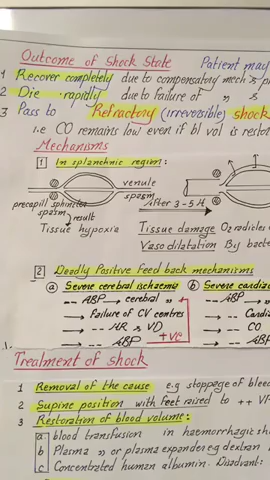 Outcome of Shock State Patient may
1 Recover completely due to compensatory mech s
2 Die rapidly due to failure of " s
3 Pass to Refractory (irreversible) shock
i.e CO remains low even if bl vol is restor
Mechanisms
1 In splanchnic region:
venule
spasm
precapill sphincter
spasm
result
Tissue hypoxia
After 3-5 H
Tissue damage O2 radicles
Vasodilatation By bacte
2 Deadly Positive feed back mechanisms
a Severe cerebral ischaemia b Severe cardiac
-- ABP → cerebral " -- ABP →
→ Failure of CV centres → Cardia
→ -- HR & VD → -- CO
→ -- ABP +ve → -- ABP
Treatment of Shock
1 Removal of the cause e.g stoppage of bleed
2 Supine position with feet raised to ++ VR
3 Restoration of blood volume:
a blood transfusion in haemorrhagic sh
b Plasma " or plasma expander e.g dextran
c Concentrated human albumin. Disadvant: